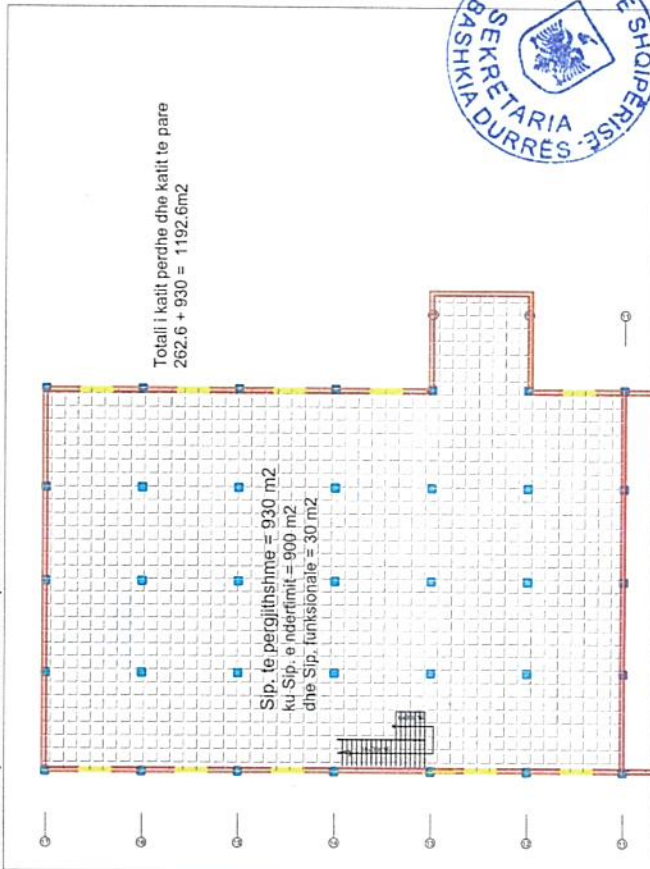 Totali i katit perdhe dhe katit te pare
262.6 + 930 = 1192.6m2
Sip. te pergjithshme = 930 m2
ku Sip. e ndertimit = 900 m2
dhe Sip. funksionale = 30 m2
E SHQIPERISE -
SEKRETARIA
BASHKIA DURRËS -